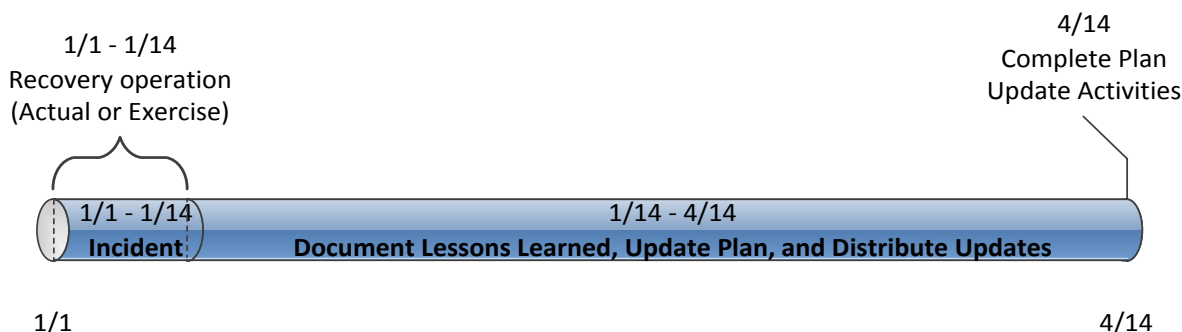 1/1 - 1/14
Recovery operation
(Actual or Exercise)
4/14
Complete Plan
Update Activities
1/1 - 1/14
Incident
1/14 - 4/14
Document Lessons Learned, Update Plan, and Distribute Updates
1/1
4/14